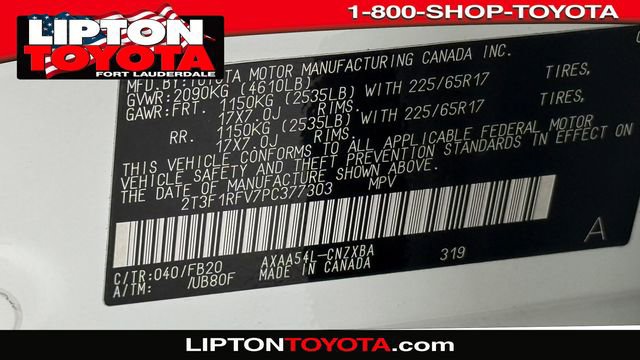 LIPTON
TOYOTA
FORT LAUDERDALE
1-800-SHOP-TOYOTA
MFD.BY:TOYOTA MOTOR MANUFACTURING CANADA INC.
GVWR:2090KG (4610LB)
GAWR:FRT. 1150KG (2535LB) WITH 225/65R17 TIRES,
17X7.0J RIMS.
RR. 1150KG (2535LB) WITH 225/65R17 TIRES,
17X7.0J RIMS.
THIS VEHICLE CONFORMS TO ALL APPLICABLE FEDERAL MOTOR
VEHICLE SAFETY AND THEFT PREVENTION STANDARDS IN EFFECT ON
THE DATE OF MANUFACTURE SHOWN ABOVE.
2T3F1RFV7PC377303 MPV
A
C/TR:040/FB20 AXAA54L-CNZXBA 319
A/TM: /UB80F MADE IN CANADA
LIPTONTOYOTA.com